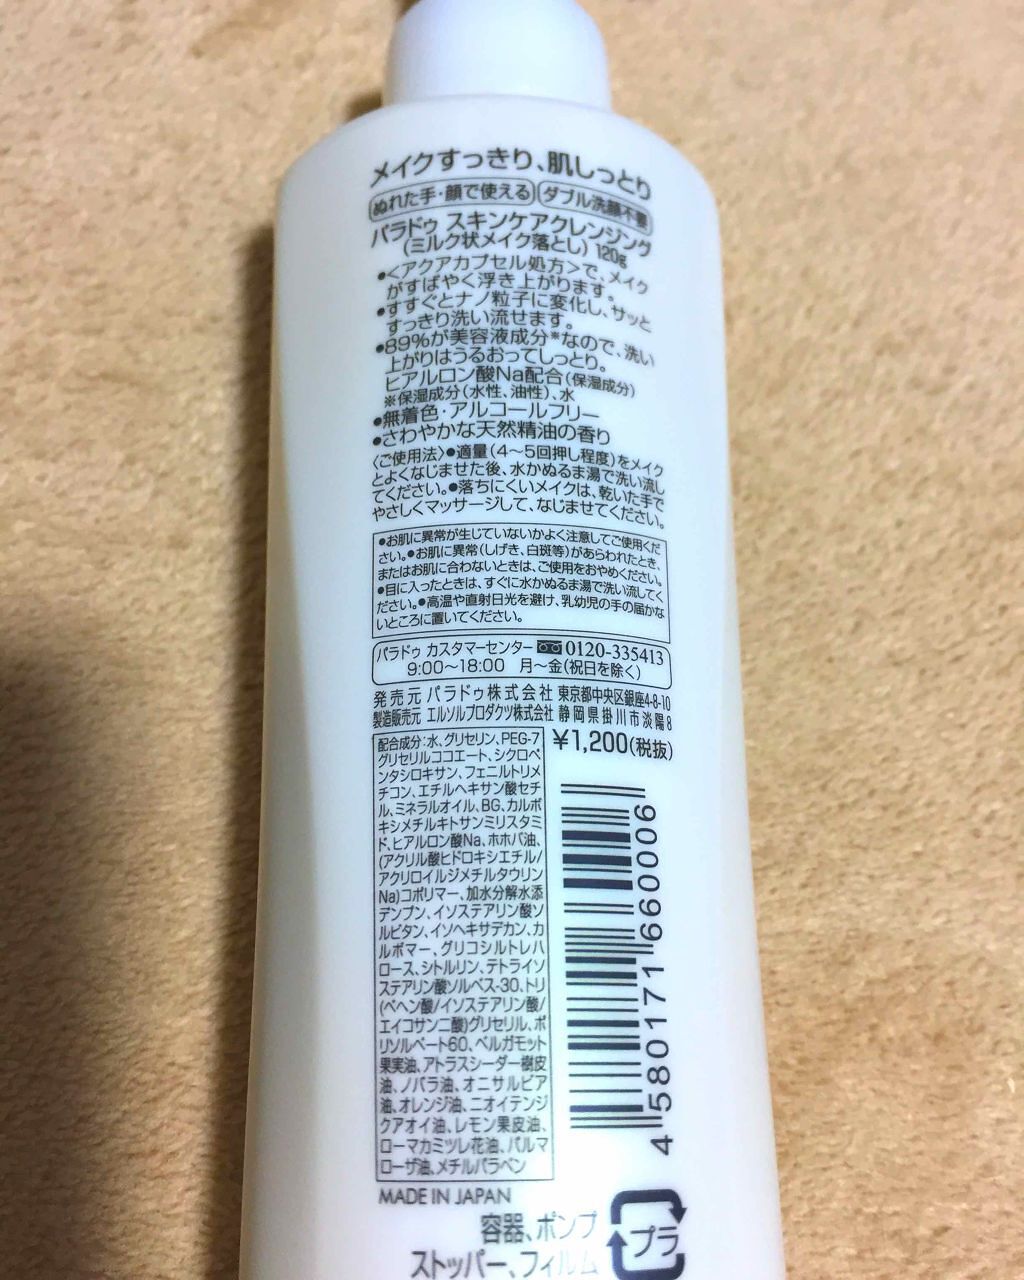 メイクすっきり、肌しっとり
ぬれた手・顔で使える ダブル洗顔不要
パラドゥ スキンケアクレンジング
(ミルク状メイク落とし) 120g
●<アクアカプセル処方>で、メイク
がすばやく浮き上がります。
●すすぐとナノ粒子に変化し、サッと
すっきり洗い流せます。
●89%が美容液成分※なので、洗い
上がりはうるおってしっとり。
ヒアルロン酸Na配合(保湿成分)
※保湿成分(水性、油性)、水
●無着色・アルコールフリー
●さわやかな天然精油の香り
〈ご使用法〉●適量(4～5回押し程度)をメイク
とよくなじませた後、水かぬるま湯で洗い流し
てください。●落ちにくいメイクは、乾いた手で
やさしくマッサージして、なじませてください。
●お肌に異常が生じていないかよく注意してご使用くだ
さい。●お肌に異常(しげき、白斑等)があらわれたとき、
またはお肌に合わないときは、ご使用をおやめください。
●目に入ったときは、すぐに水かぬるま湯で洗い流してく
ださい。●高温や直射日光を避け、乳幼児の手の届かな
いところに置いてください。
パラドゥ カスタマーセンター 0120-335413
9:00～18:00 月～金(祝日を除く)
発売元 パラドゥ株式会社 東京都中央区銀座4-8-10
製造販売元 エルソルプロダクツ株式会社 静岡県掛川市淡陽8
¥1,200(税抜)
配合成分:水、グリセリン、PEG-7
グリセリルココエート、シクロペ
ンタシロキサン、フェニルトリメ
チコン、エチルヘキサン酸セチ
ル、ミネラルオイル、BG、カルボ
キシメチルキトサンミリスタミ
ド、ヒアルロン酸Na、ホホバ油、
(アクリル酸ヒドロキシエチル/
アクリロイルジメチルタウリン
Na)コポリマー、加水分解水添
デンプン、イソステアリン酸ソ
ルビタン、イソヘキサデカン、カ
ルボマー、グリコシルトレハ
ロース、シトルリン、テトライソ
ステアリン酸ソルベス-30、トリ
(ベヘン酸/イソステアリン酸/
エイコサン二酸)グリセリル、ポ
リソルベート60、ベルガモット
果実油、アトラスシーダー樹皮
油、ノバラ油、オニサルビア
油、オレンジ油、ニオイテンジ
クアオイ油、レモン果皮油、
ローマカミツレ花油、パルマ
ローザ油、メチルパラベン
4 580171 660006
MADE IN JAPAN
容器、ポンプ
ストッパー、フィルム
プラ